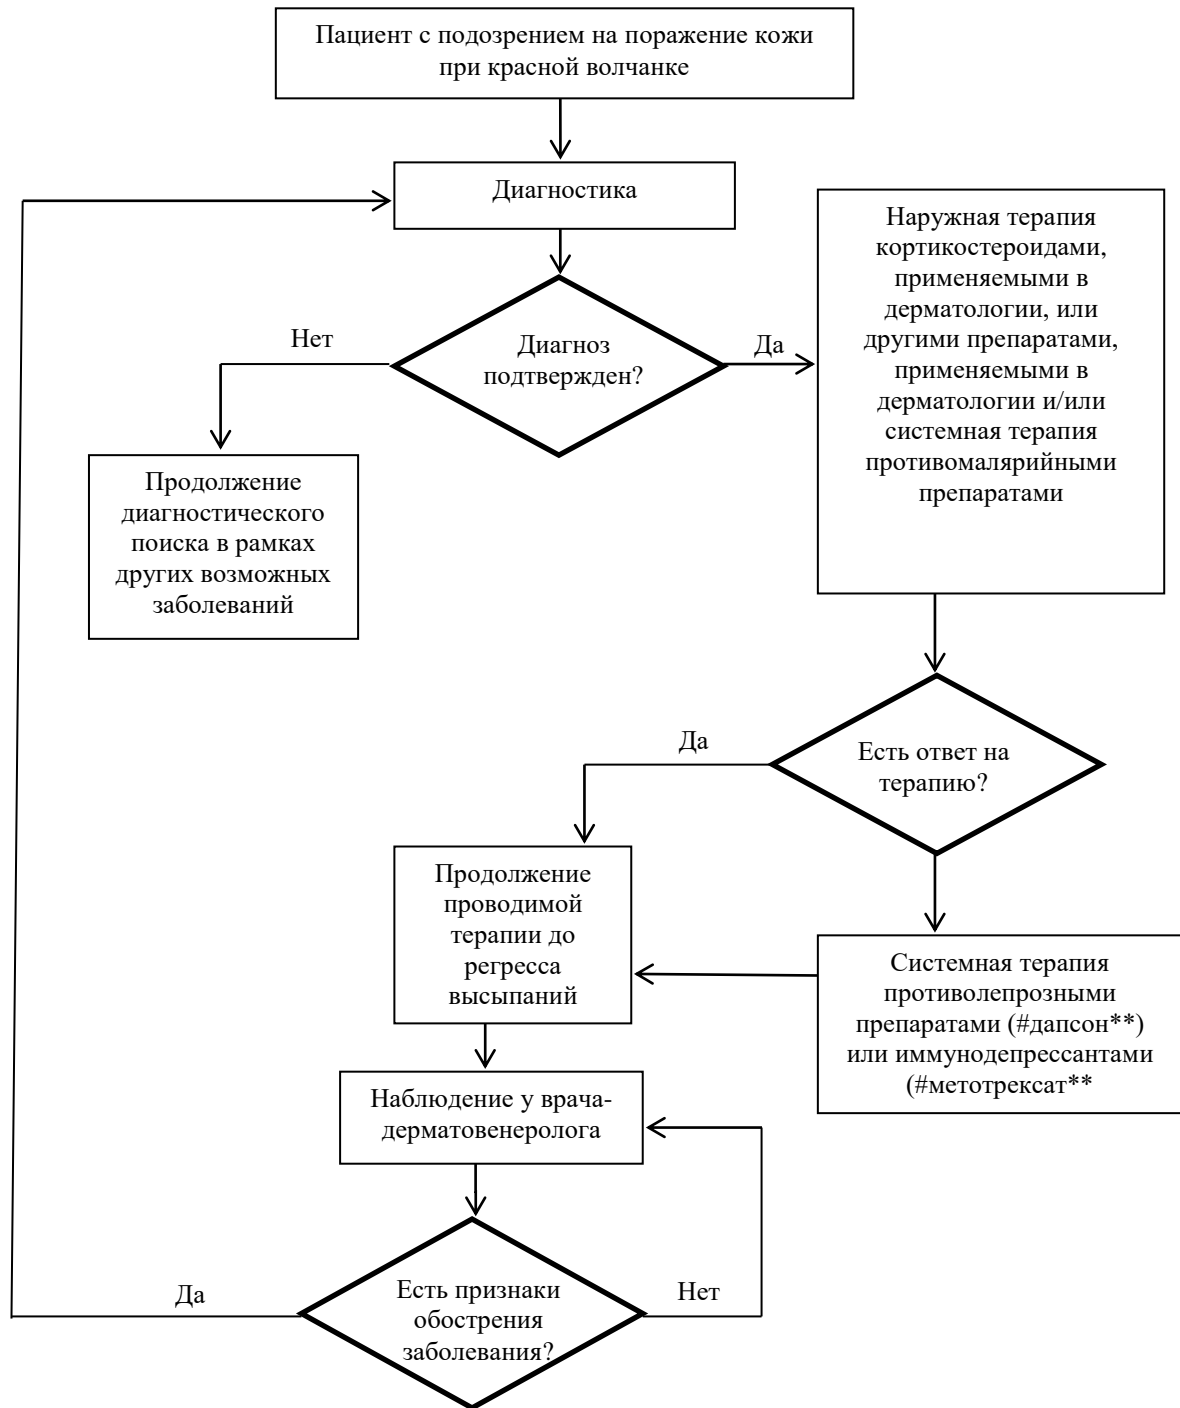 Пациент с подозрением на поражение кожи
при красной волчанке
Диагностика
Нет
Диагноз
подтвержден?
Да
Наружная терапия
кортикостероидами,
применяемыми в
дерматологии, или
другими препаратами,
применяемыми в
дерматологии и/или
системная терапия
противомалярийными
препаратами
Продолжение
диагностического
поиска в рамках
других возможных
заболеваний
Да
Есть ответ на
терапию?
Продолжение
проводимой
терапии до
регресса
высыпаний
Системная терапия
противолепрозными
препаратами (#дапсон**)
или иммунодепрессантами
(#метотрексат**
Наблюдение у врача-
дерматовенеролога
Да
Есть признаки
обострения
заболевания?
Нет